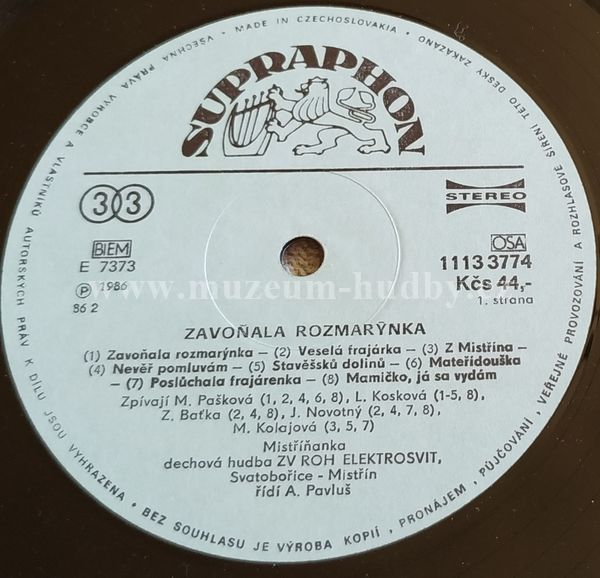 VŠECHNA PRÁVA VÝROBCE A VLASTNÍKŮ AUTORSKÝCH PRÁV K DÍLU JSOU VYHRAZENA • BEZ SOUHLASU JE VÝROBA KOPIÍ, PRONÁJEM, PŮJČOVÁNÍ, VEŘEJNÉ PROVOZOVÁNÍ A ROZHLASOVÉ ŠÍŘENÍ TÉTO DESKY ZAKÁZÁNO • MADE IN CZECHOSLOVAKIA •
SUPRAPHON
33
STEREO
BIEM
OSA
E 7373
1113 3774
Ⓟ 1986
Kčs 44,-
86 2
1. strana
www.muzeum-hudby.
ZAVOŇALA ROZMARÝNKA
(1) Zavoňala rozmarýnka – (2) Veselá frajárka – (3) Z Mistřína –
(4) Nevěř pomluvám – (5) Stavěšskú dolinú – (6) Mateřídouška
– (7) Poslúchala frajárenka – (8) Mamičko, já sa vydám
Zpívají M. Pašková (1, 2, 4, 6, 8), L. Kosková (1-5, 8),
Z. Baťka (2, 4, 8), J. Novotný (2, 4, 7, 8),
M. Kolajová (3, 5, 7)
Mistříňanka
dechová hudba ZV ROH ELEKTROSVIT,
Svatobořice - Mistřín
řídí A. Pavluš